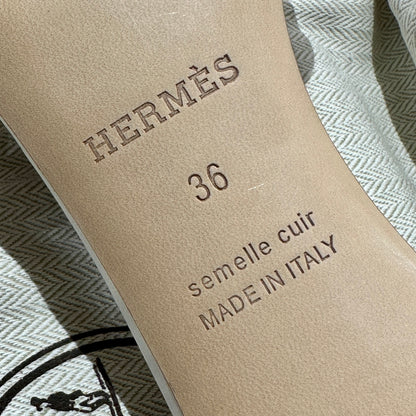 HERMÈS
36
semelle cuir
MADE IN ITALY